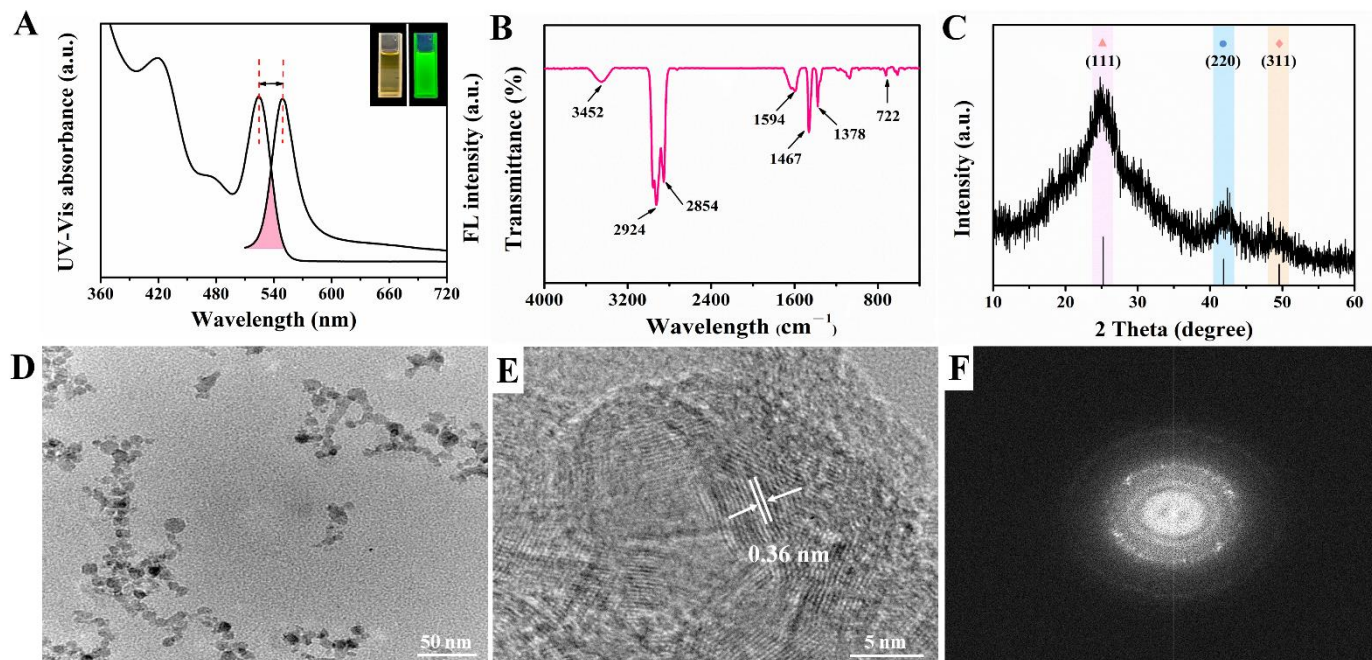 A
UV-Vis absorbance (a.u.)
FL intensity (a.u.)
360 420 480 540 600 660 720
Wavelength (nm)
B
Transmittance (%)
3452
2924
2854
1594
1467
1378
722
4000 3200 2400 1600 800
Wavelength (cm⁻¹)
C
Intensity (a.u.)
(111) (220) (311)
10 20 30 40 50 60
2 Theta (degree)
D
50 nm
E
0.36 nm
5 nm
F